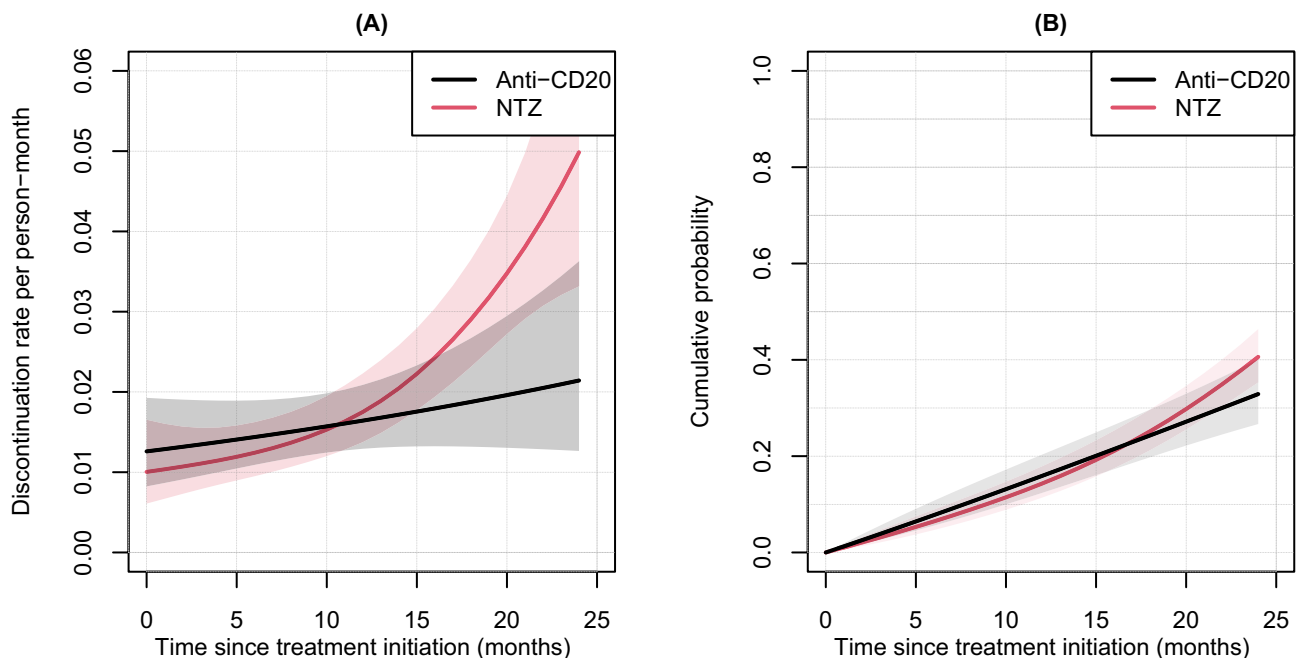 (A)
Discontinuation rate per person−month
0.06
0.05
0.04
0.03
0.02
0.01
0.00
Anti−CD20
NTZ
0 5 10 15 20 25
Time since treatment initiation (months)
(B)
Cumulative probability
1.0
0.8
0.6
0.4
0.2
0.0
Anti−CD20
NTZ
0 5 10 15 20 25
Time since treatment initiation (months)